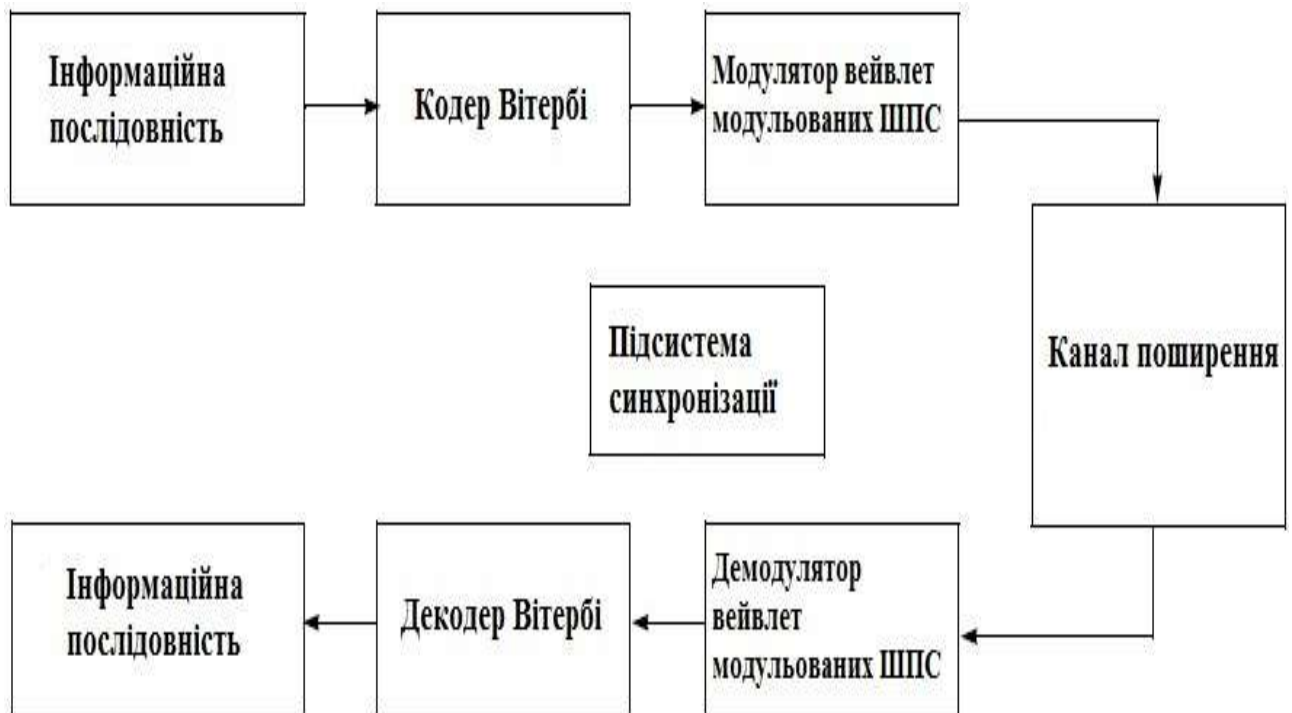 Інформаційна
послідовність
Кодер Вітербі
Модулятор вейвлет
модульованих ШПС
Канал поширення
Підсистема
синхронізації
Демодулятор
вейвлет
модульованих ШПС
Декодер Вітербі
Інформаційна
послідовність